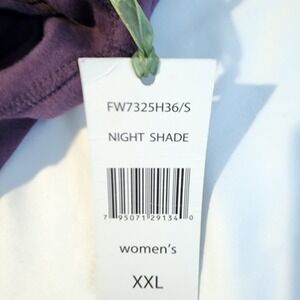 FW7325H36/S
NIGHT SHADE
7 95071 29134 0
women's
XXL